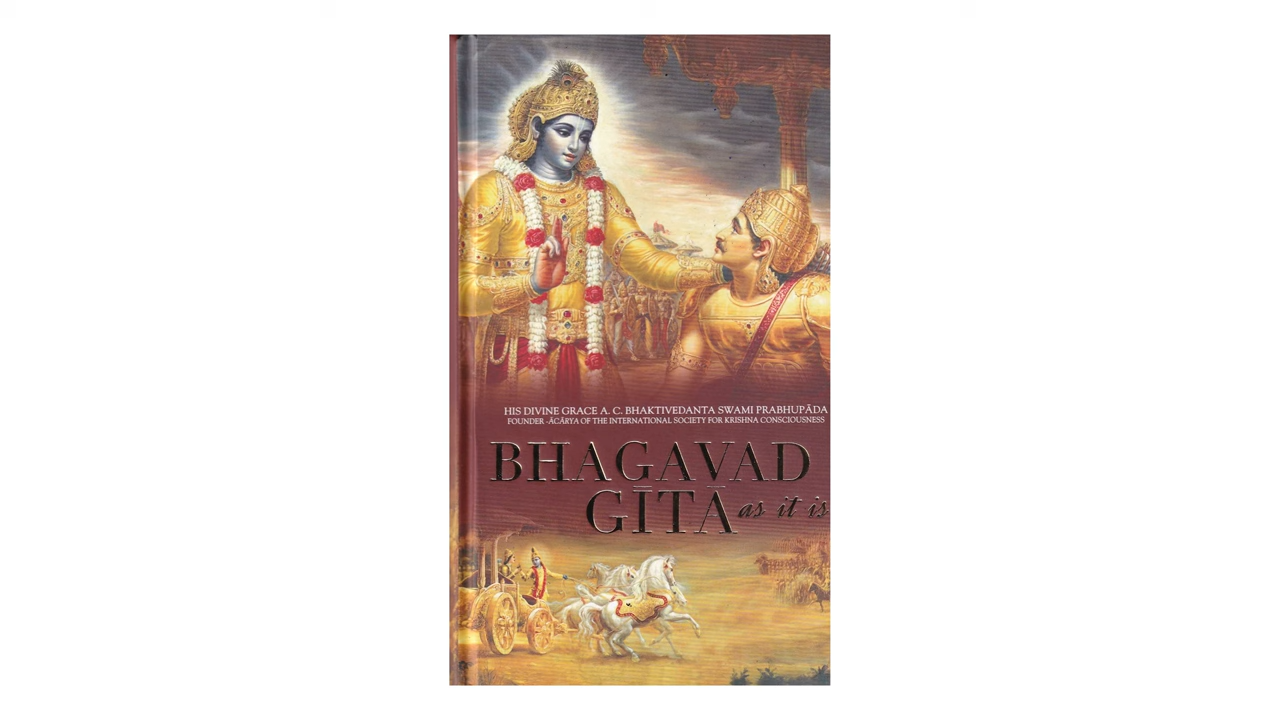 HIS DIVINE GRACE A. C. BHAKTIVEDANTA SWAMI PRABHUPĀDA
FOUNDER -ĀCĀRYA OF THE INTERNATIONAL SOCIETY FOR KRISHNA CONSCIOUSNESS
BHAGAVAD
GĪTĀ as it is